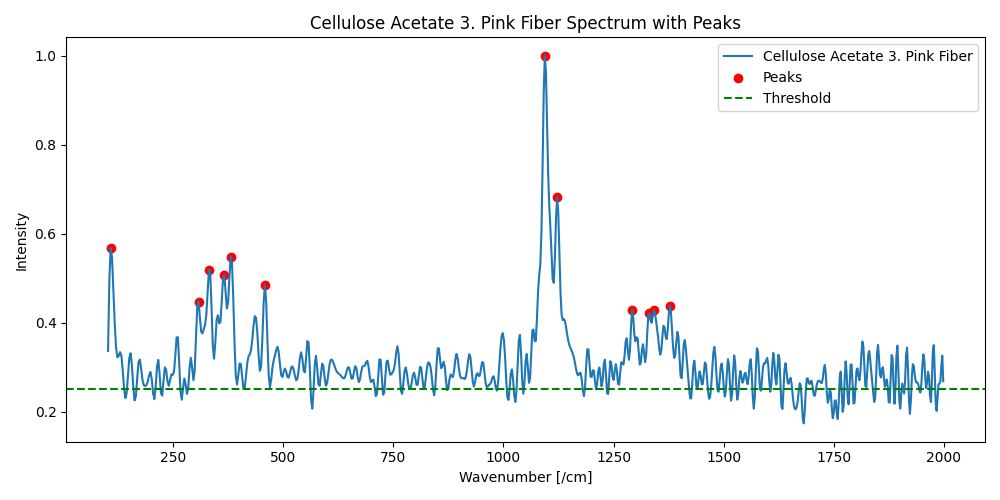 Cellulose Acetate 3. Pink Fiber Spectrum with Peaks
Cellulose Acetate 3. Pink Fiber
Peaks
Threshold
Intensity
1.0
0.8
0.6
0.4
0.2
250
500
750
1000
1250
1500
1750
2000
Wavenumber [/cm]